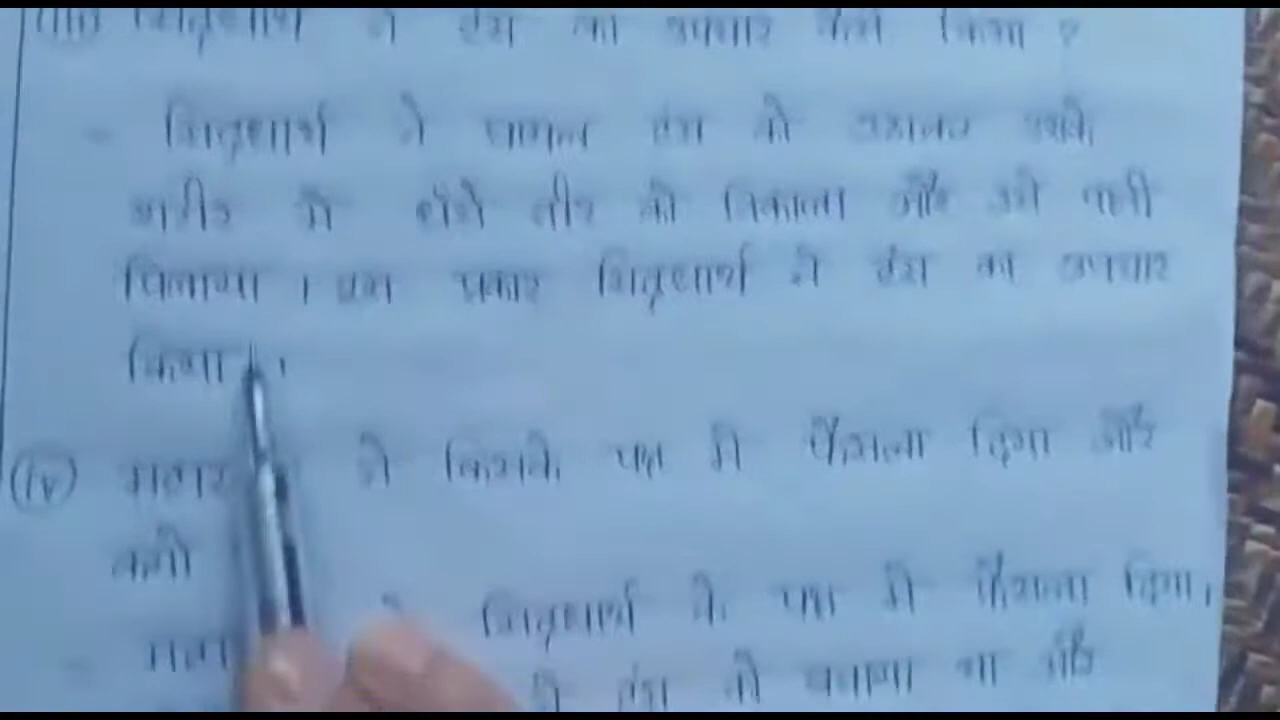 (iii) सिद्धार्थ ने हंस का उपचार कैसे किया ?
- सिद्धार्थ ने घायल हंस को उठाकर उसके
शरीर में धँसे तीर को निकाला और उसे पानी
पिलाया । इस प्रकार सिद्धार्थ ने हंस का उपचार
किया ।
(iv) ने किसके पक्ष में फैसला दिया और
क्यों
- सिद्धार्थ के पक्ष में फैसला दिया।
हंस को बचाया था और